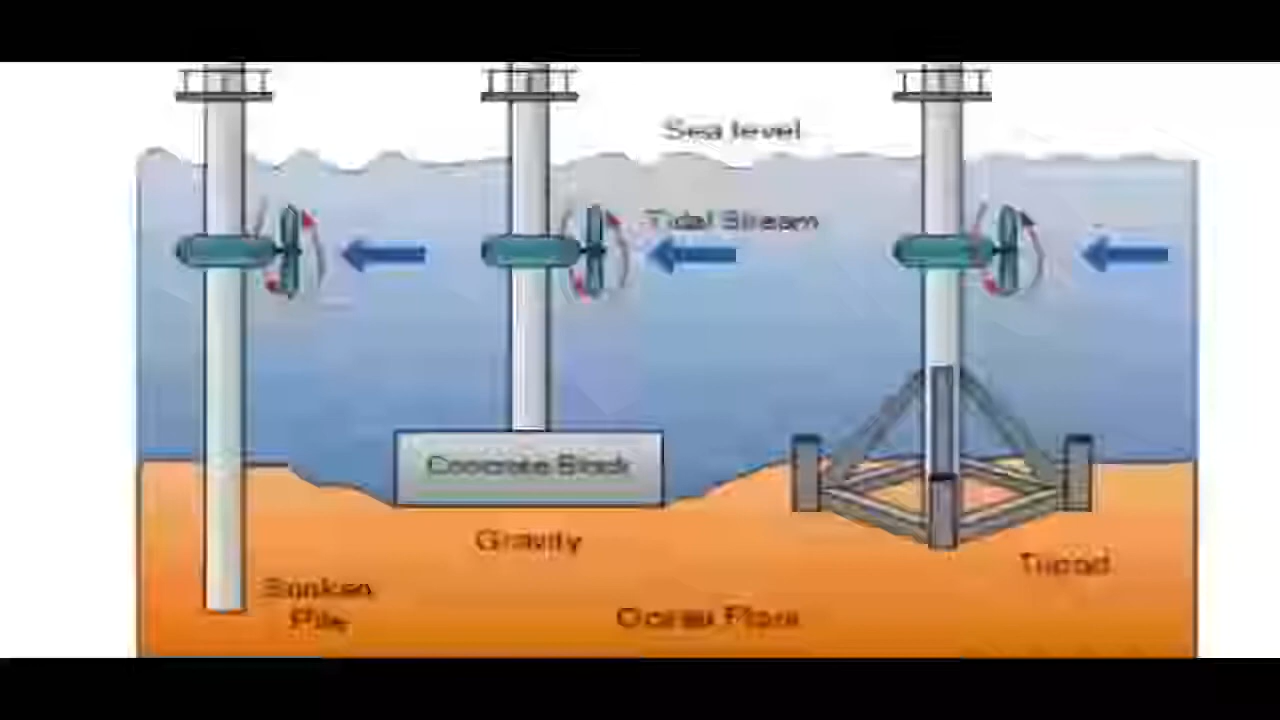 Sea level
Tidal Stream
Concrete Block
Gravity
Sunken
Pile
Ocean Floor
Tripod